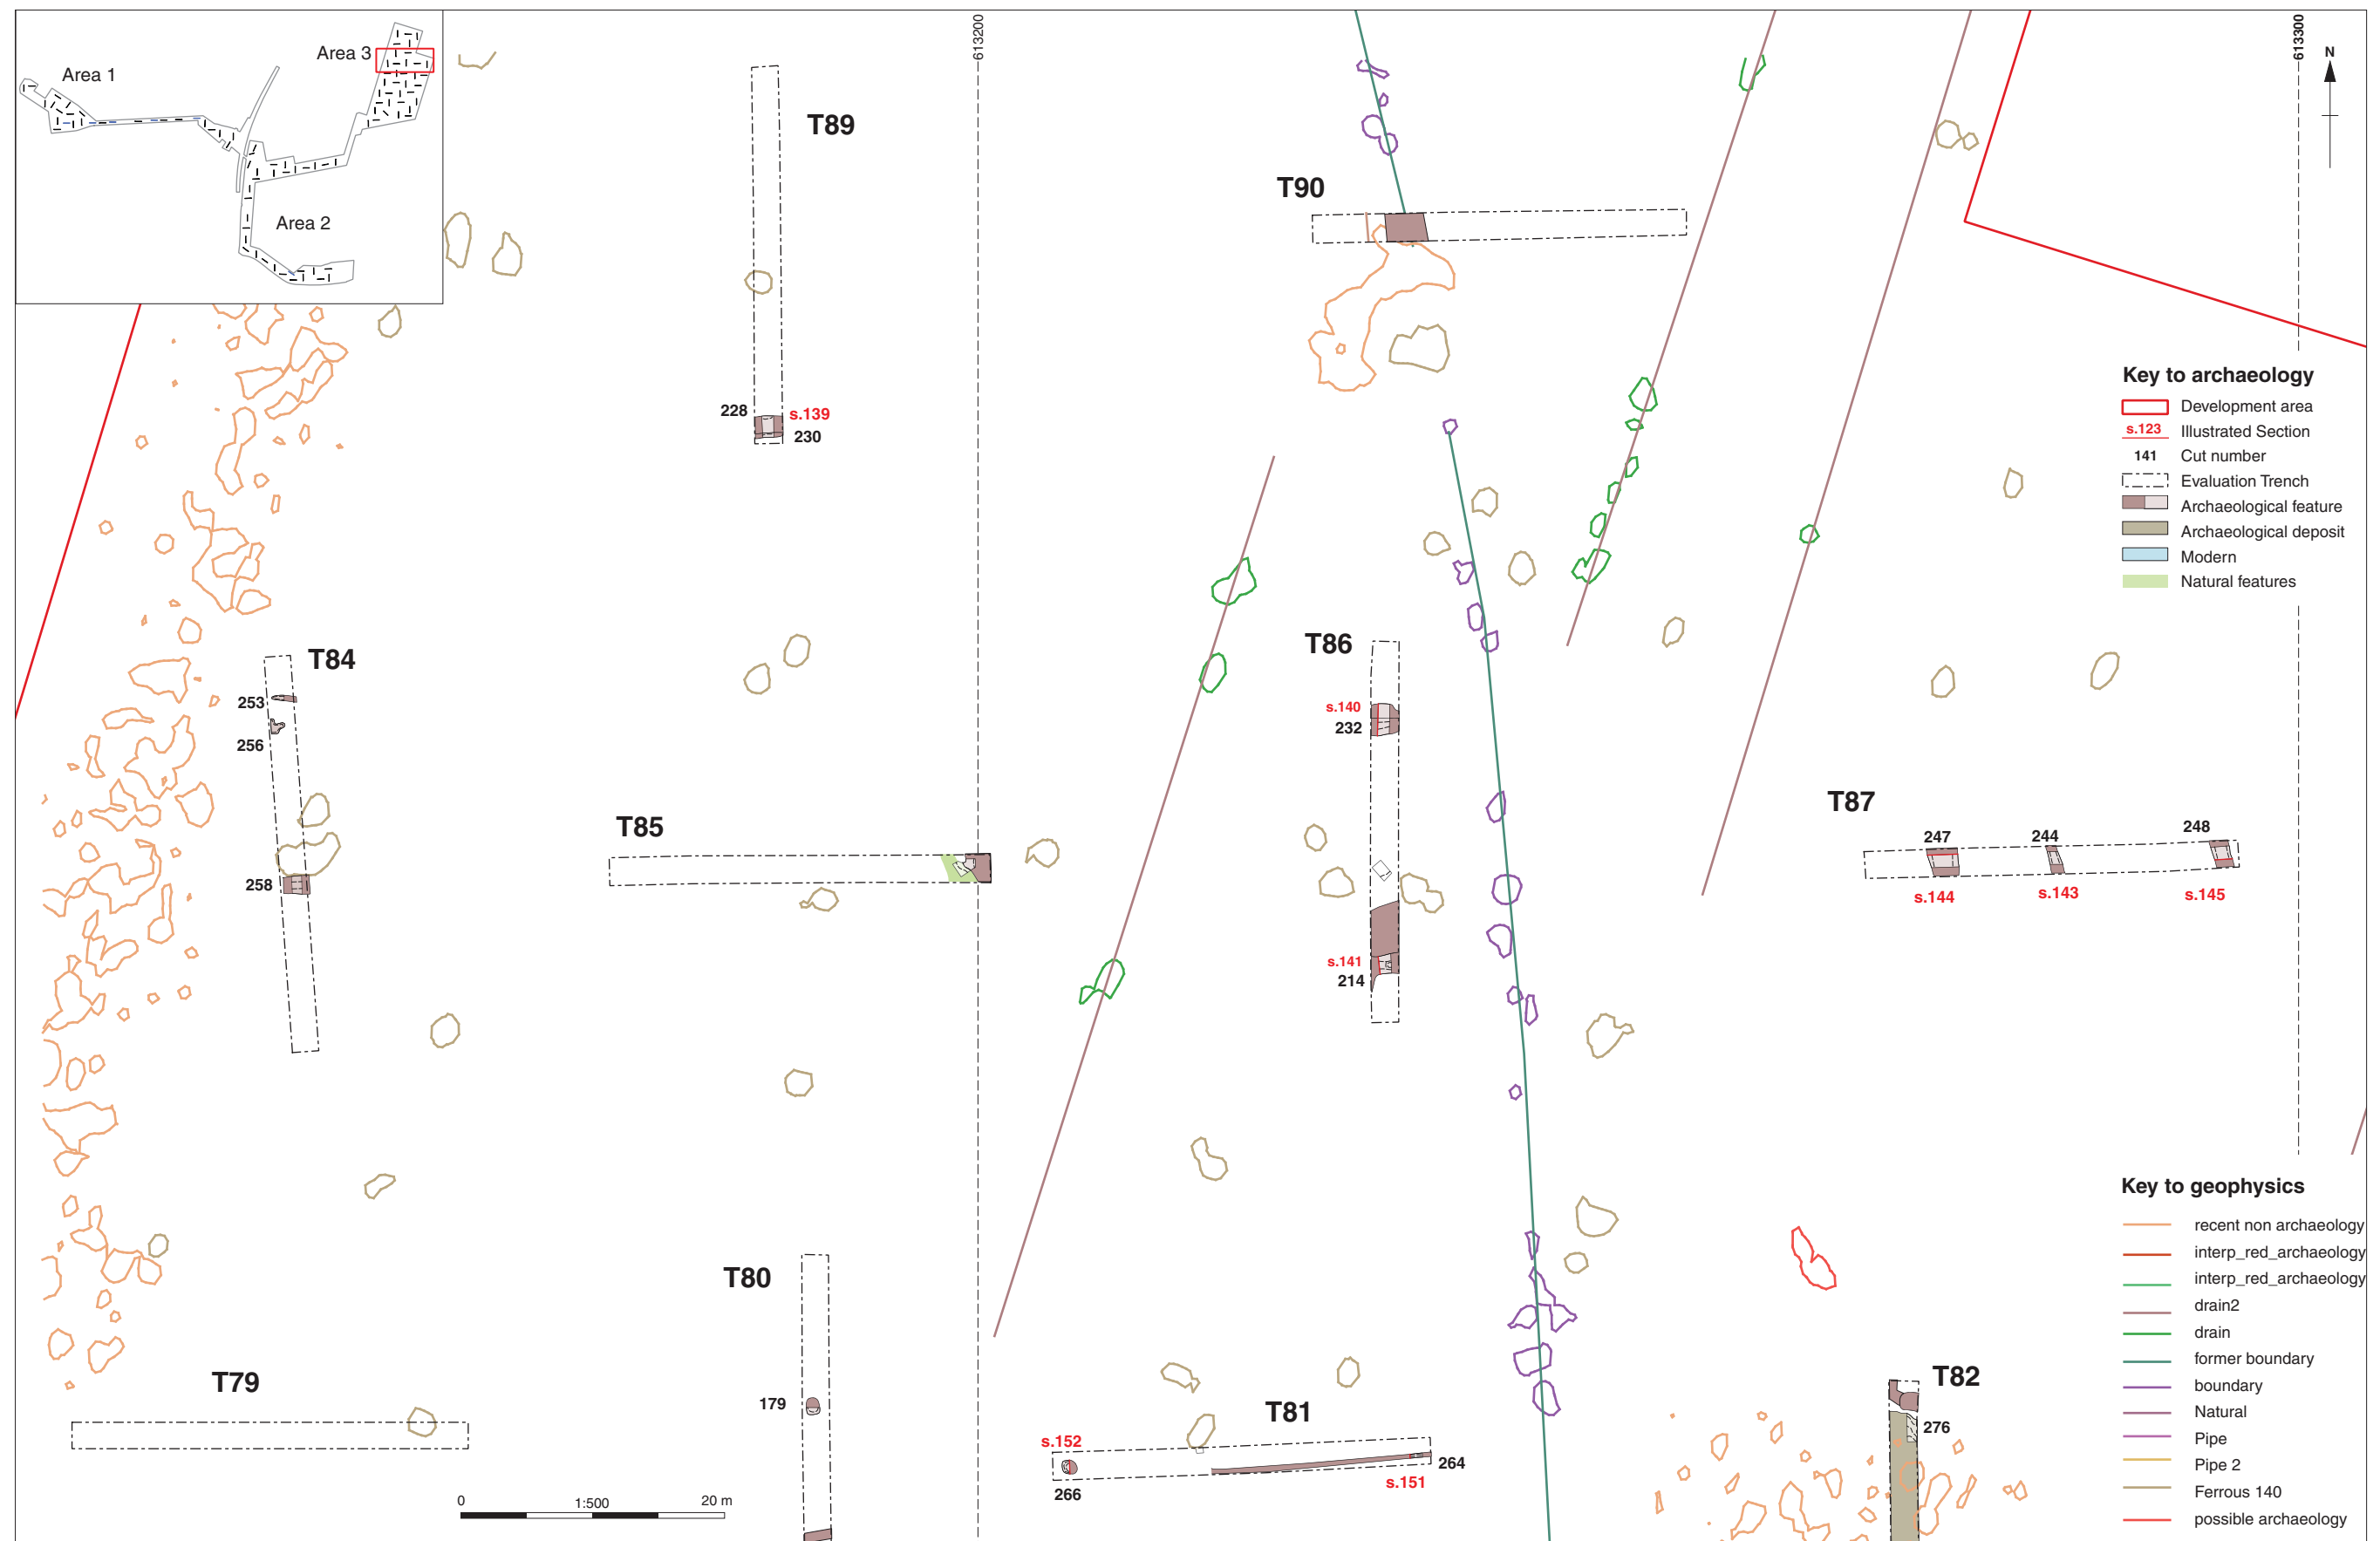 Area 1
Area 3
Area 2
613200
613300
N
T89
228
s.139
230
T90
Key to archaeology
Development area
s.123 Illustrated Section
141 Cut number
Evaluation Trench
Archaeological feature
Archaeological deposit
Modern
Natural features
T84
253
256
258
T85
T86
s.140
232
s.141
214
T87
247
244
248
s.144
s.143
s.145
T79
T80
179
T81
s.152
266
264
s.151
T82
276
0
1:500
20 m
Key to geophysics
recent non archaeology
interp_red_archaeology
interp_red_archaeology
drain2
drain
former boundary
boundary
Natural
Pipe
Pipe 2
Ferrous 140
possible archaeology